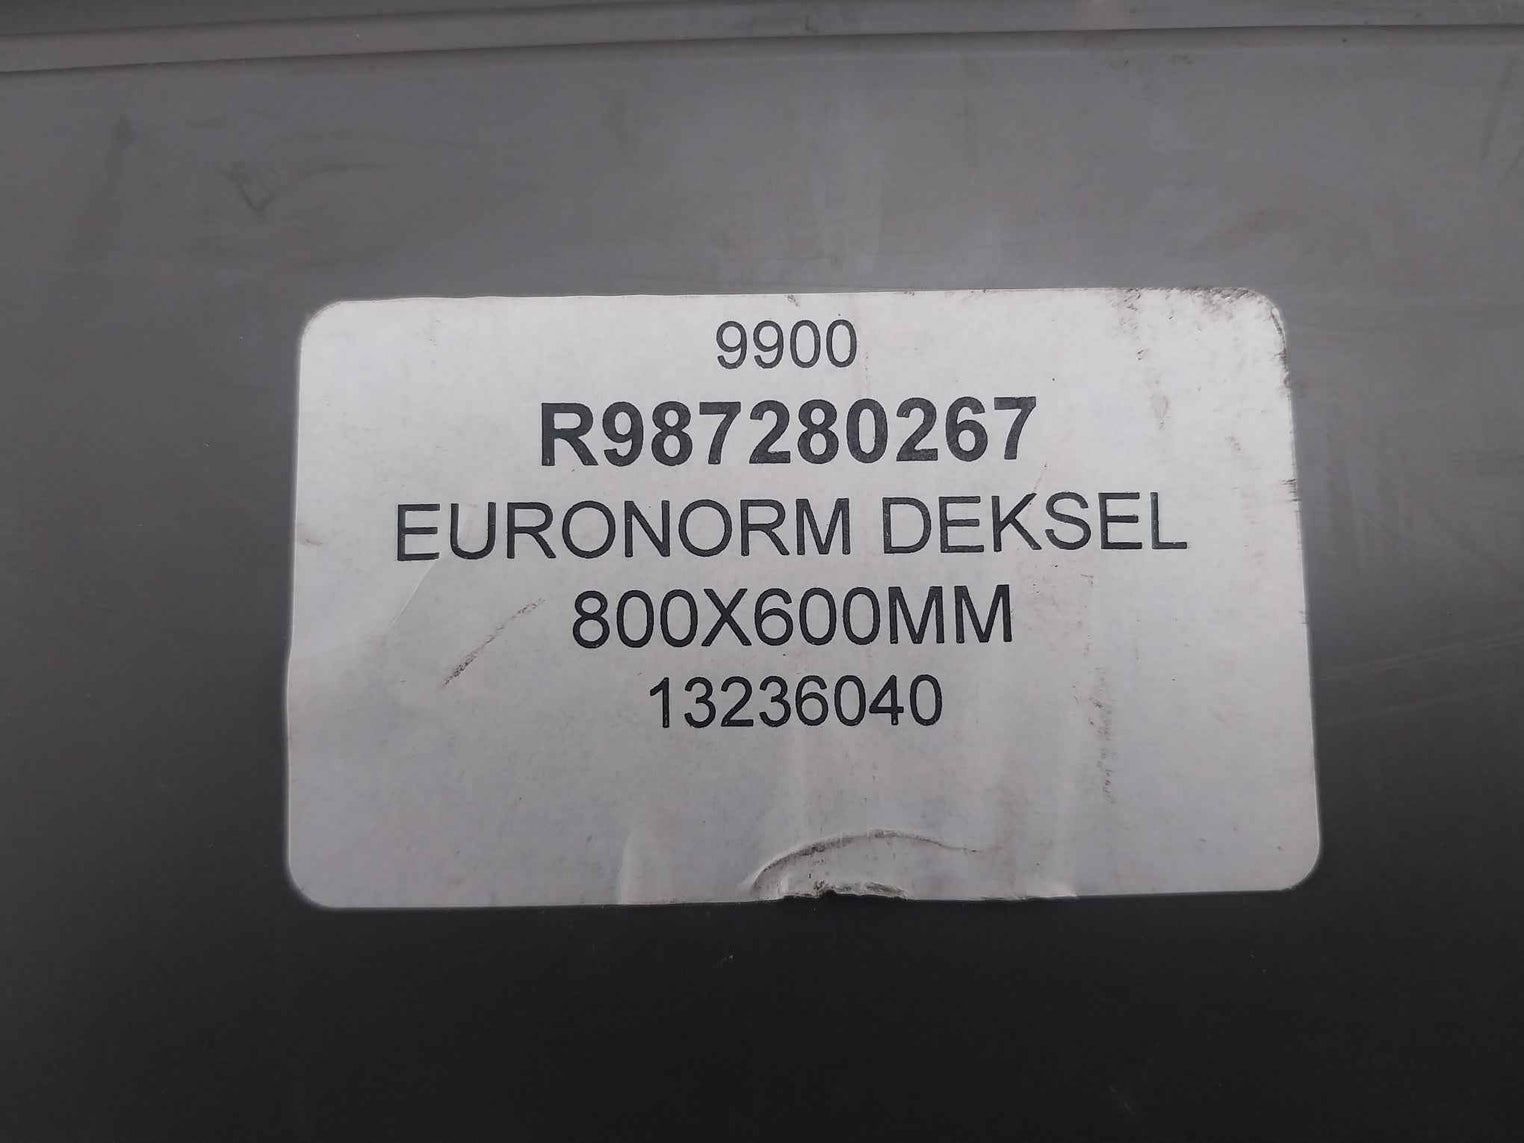 9900
R987280267
EURONORM DEKSEL
800X600MM
13236040